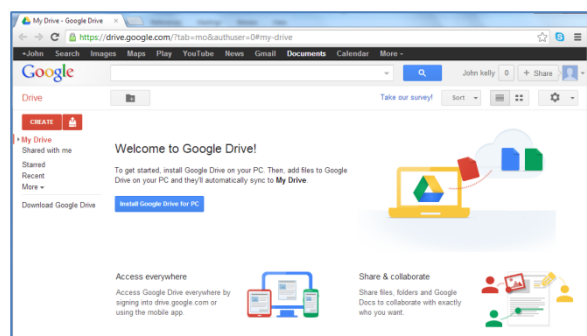 My Drive - Google Drive
https://drive.google.com/?tab=mo&authuser=0#my-drive
+John Search Images Maps Play YouTube News Gmail Documents Calendar More
Google
John kelly 0 + Share
Drive
Take our survey! Sort
CREATE
My Drive
Shared with me
Starred
Recent
More
Download Google Drive
Welcome to Google Drive!
To get started, install Google Drive on your PC. Then, add files to Google
Drive on your PC and they'll automatically sync to My Drive.
Install Google Drive for PC
Access everywhere
Access Google Drive everywhere by
signing into drive.google.com or
using the mobile app.
Share & collaborate
Share files, folders and Google
Docs to collaborate with exactly
who you want.